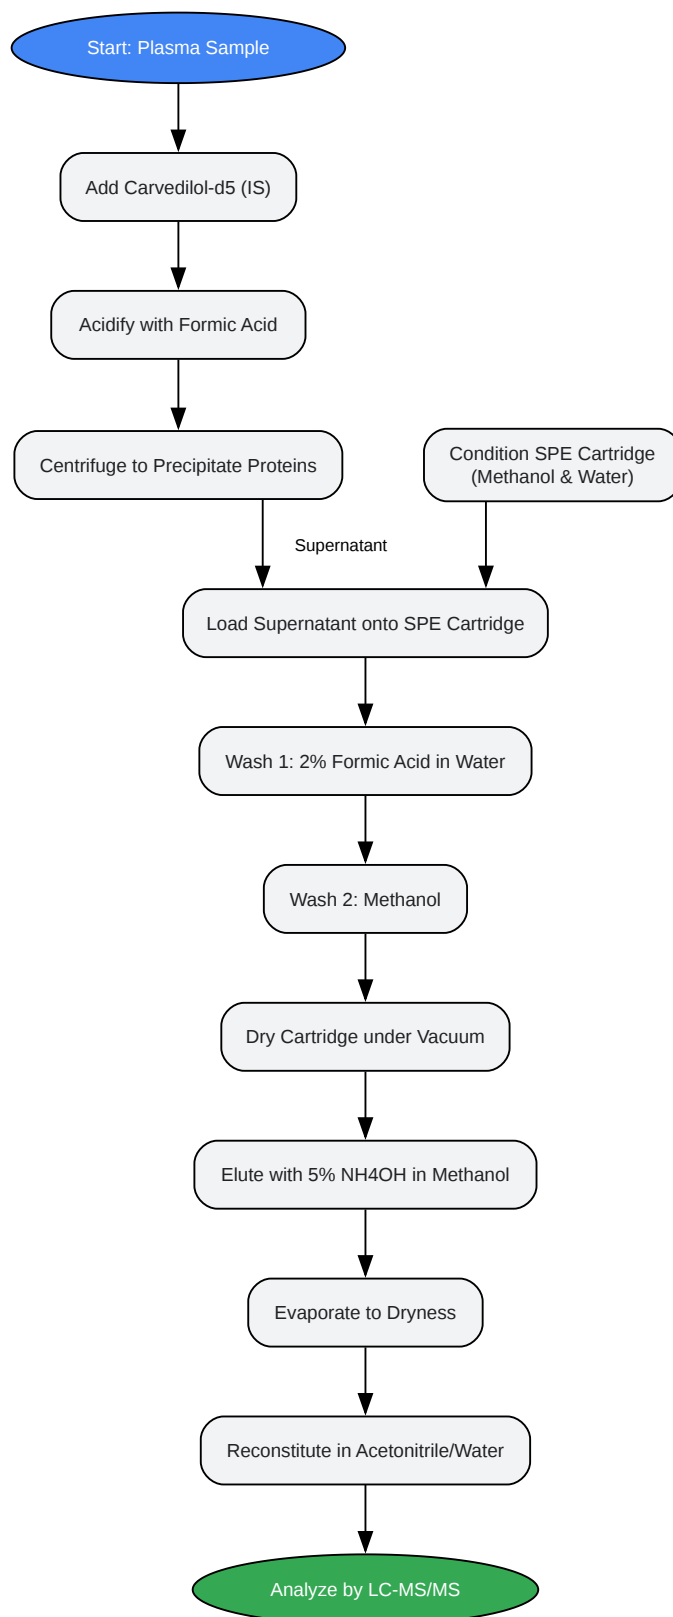 Start: Plasma Sample
Add Carvedilol-d5 (IS)
Acidify with Formic Acid
Centrifuge to Precipitate Proteins
Condition SPE Cartridge
(Methanol & Water)
Supernatant
Load Supernatant onto SPE Cartridge
Wash 1: 2% Formic Acid in Water
Wash 2: Methanol
Dry Cartridge under Vacuum
Elute with 5% NH4OH in Methanol
Evaporate to Dryness
Reconstitute in Acetonitrile/Water
Analyze by LC-MS/MS